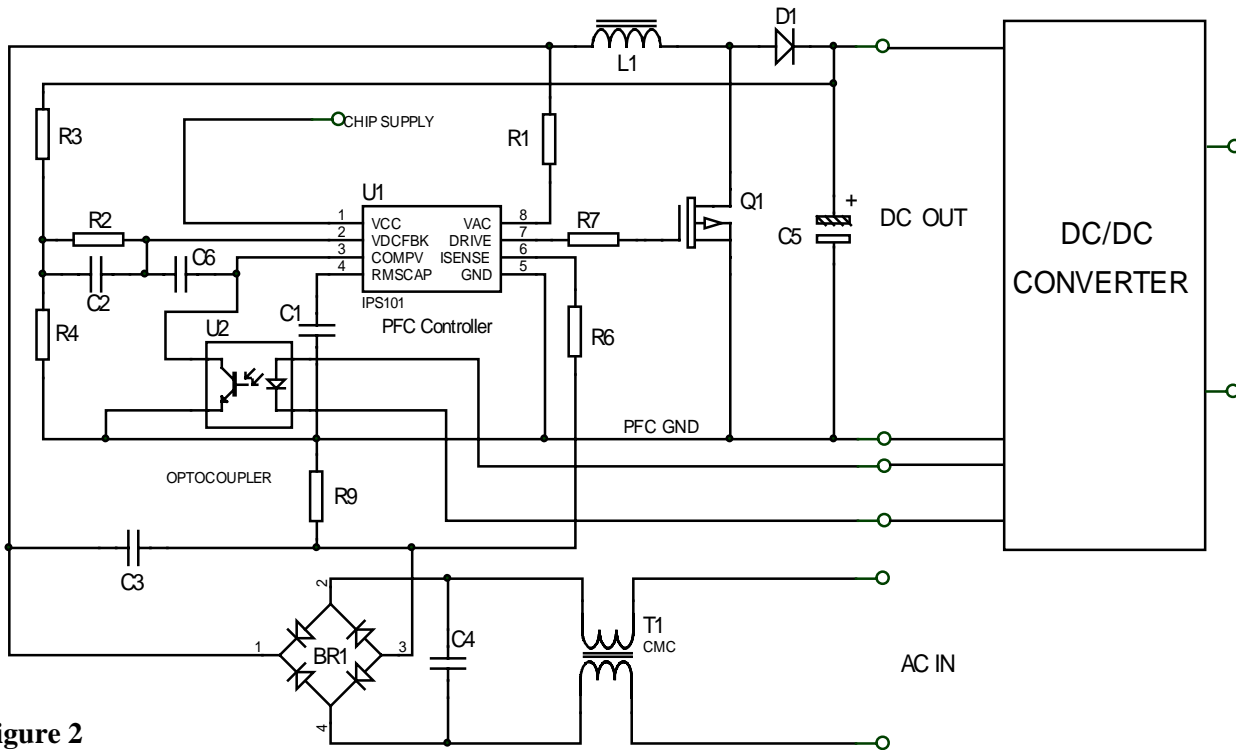 D1
L1
R3
CHIP SUPPLY
R1
U1
R2
1 VCC VAC 8
2 VDCFBK DRIVE 7
3 COMPV ISENSE 6
4 RMSCAP GND 5
IPS101
PFC Controller
R7
Q1
+
C5
DC OUT
DC/DC
CONVERTER
C2
C6
C1
R4
U2
R6
PFC GND
OPTOCOUPLER
R9
C3
2
1
BR1
3
4
C4
T1
CMC
AC IN
igure 2